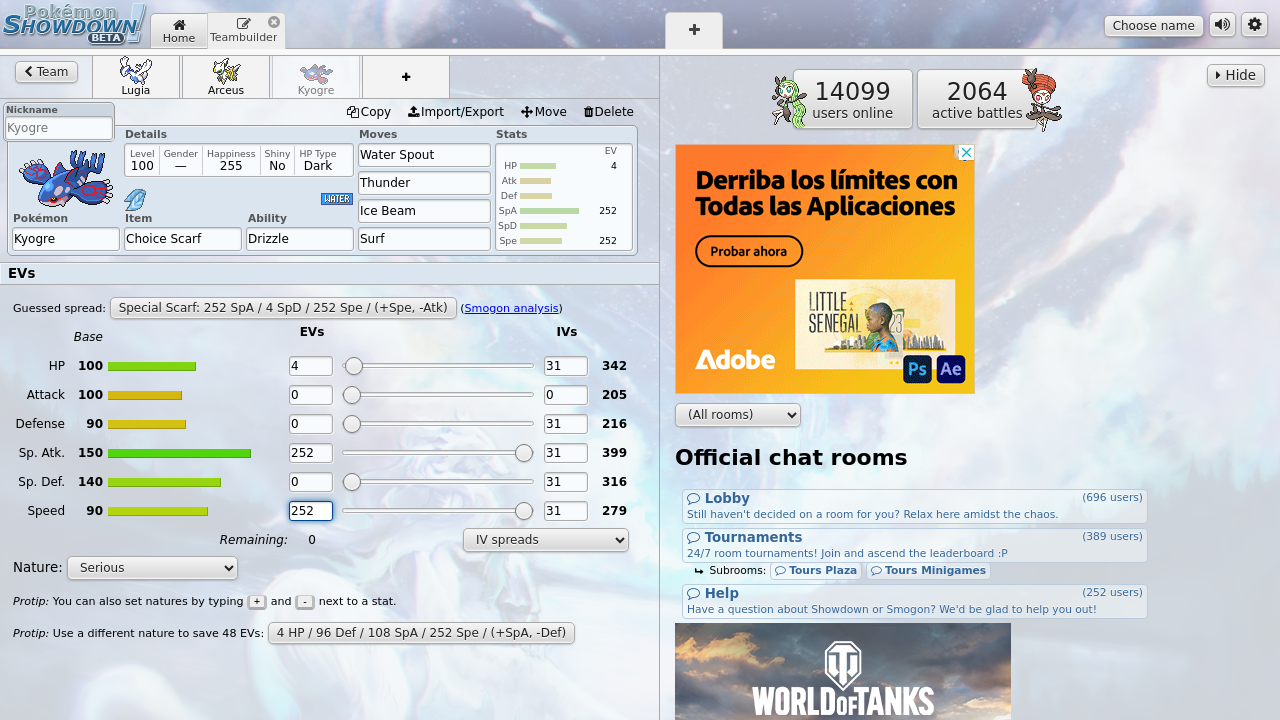 Pokémon
SHOWDOWN!
BETA
Home
Teambuilder
+
Choose name
Team
Lugia
Arceus
Kyogre
+
Nickname
Kyogre
Copy
Import/Export
Move
Delete
Details
Level
100
Gender
—
Happiness
255
Shiny
No
HP Type
Dark
WATER
Pokémon
Kyogre
Item
Choice Scarf
Ability
Drizzle
Moves
Water Spout
Thunder
Ice Beam
Surf
Stats
EV
HP 4
Atk
Def
SpA 252
SpD
Spe 252
EVs
Guessed spread: Special Scarf: 252 SpA / 4 SpD / 252 Spe / (+Spe, -Atk) (Smogon analysis)
Base EVs IVs
HP 100 4 31 342
Attack 100 0 0 205
Defense 90 0 31 216
Sp. Atk. 150 252 31 399
Sp. Def. 140 0 31 316
Speed 90 252 31 279
Remaining: 0 IV spreads
Nature: Serious
Protip: You can also set natures by typing + and - next to a stat.
Protip: Use a different nature to save 48 EVs: 4 HP / 96 Def / 108 SpA / 252 Spe / (+SpA, -Def)
Hide
14099
users online
2064
active battles
Derriba los límites con
Todas las Aplicaciones
Probar ahora
LITTLE
SENEGAL
23
Adobe
Ps Ae
(All rooms)
Official chat rooms
Lobby (696 users)
Still haven't decided on a room for you? Relax here amidst the chaos.
Tournaments (389 users)
24/7 room tournaments! Join and ascend the leaderboard :P
Subrooms: Tours Plaza Tours Minigames
Help (252 users)
Have a question about Showdown or Smogon? We'd be glad to help you out!
WORLD OF TANKS